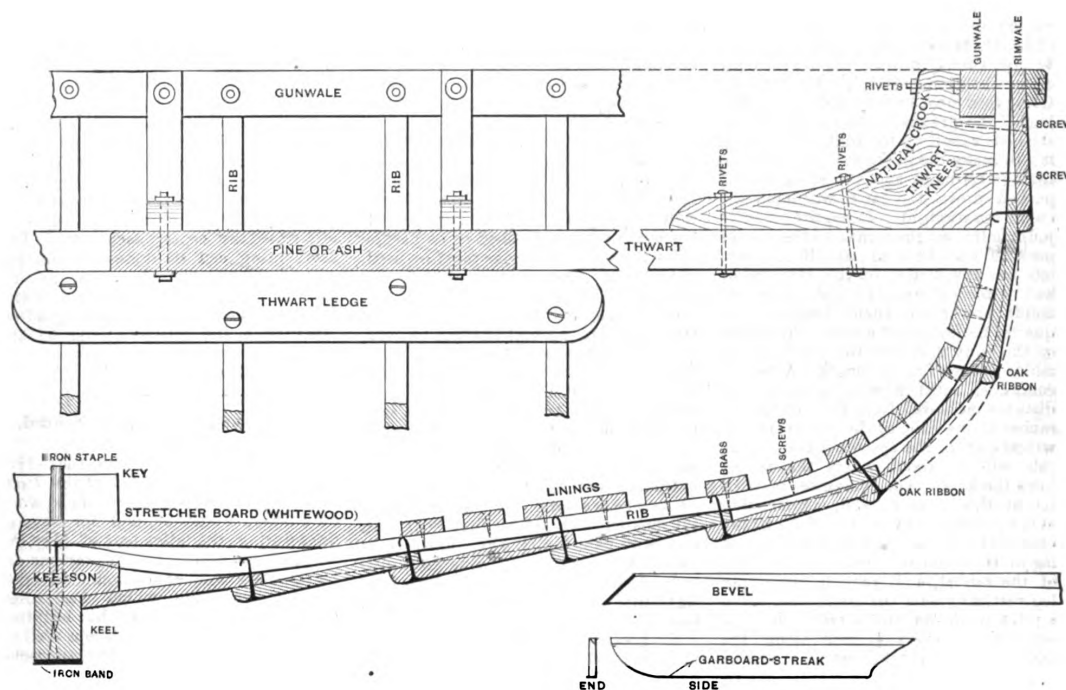 GUNWALE
RIMWALE
GUNWALE
RIVETS
SCREW
NATURAL CROOK
THWART
KNEES
SCREW
RIVETS
RIVETS
RIB
RIB
PINE OR ASH
THWART
THWART LEDGE
OAK
RIBBON
IRON STAPLE
KEY
STRETCHER BOARD (WHITEWOOD)
LININGS
BRASS
SCREWS
RIB
OAK RIBBON
KEELSON
KEEL
IRON BAND
BEVEL
GARBOARD-STREAK
END
SIDE